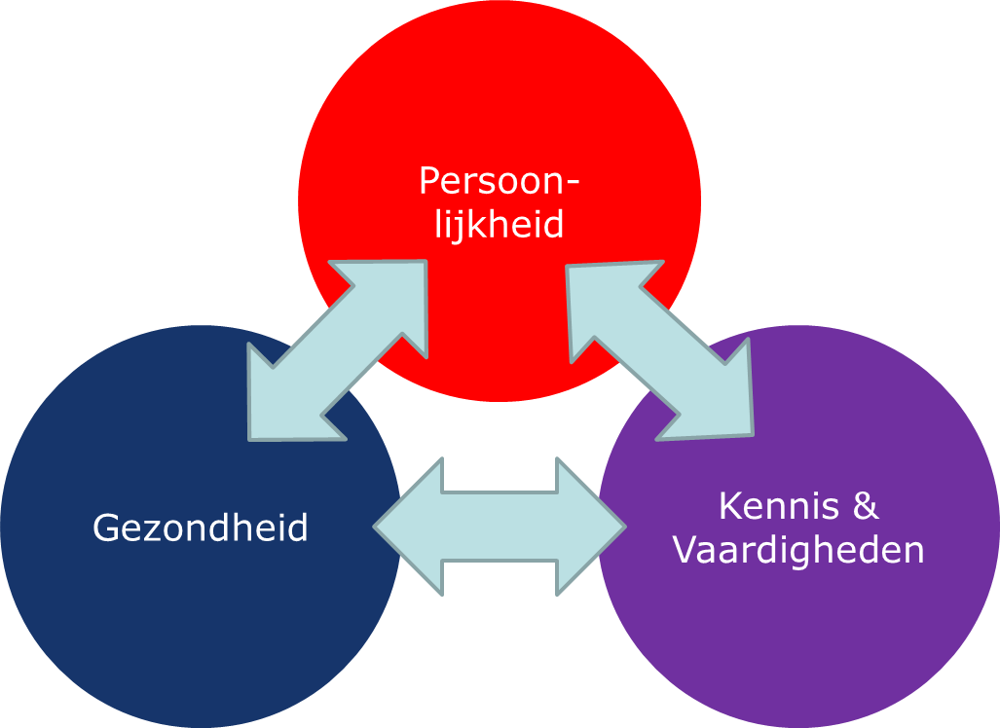 Persoon-
lijkheid
Gezondheid
Kennis &
Vaardigheden